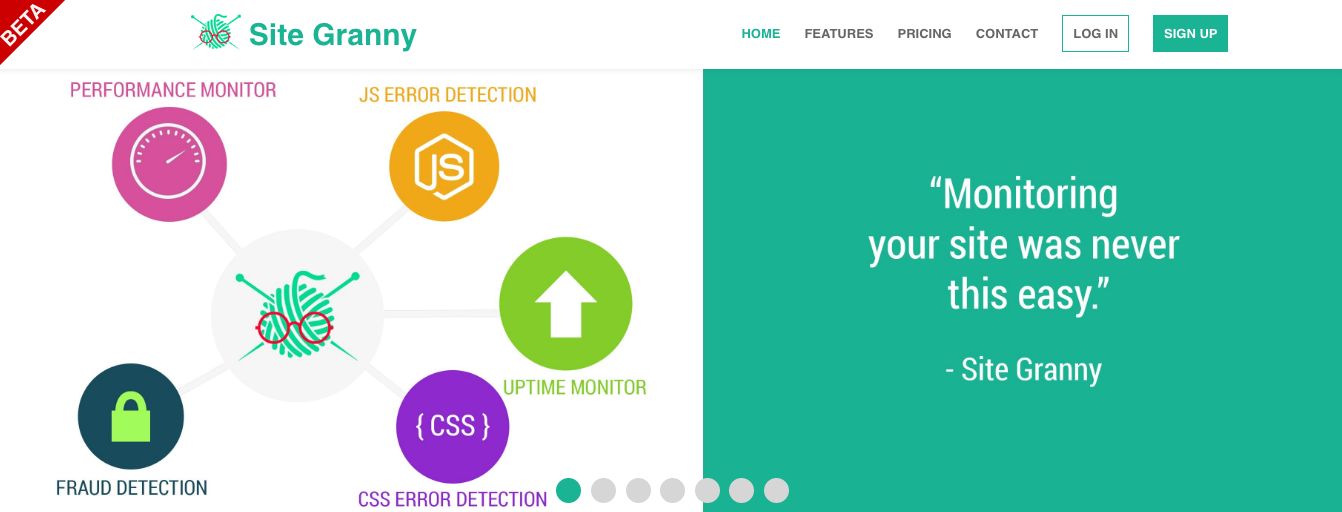 BETA
Site Granny
HOME FEATURES PRICING CONTACT LOG IN SIGN UP
PERFORMANCE MONITOR
JS ERROR DETECTION
JS
UPTIME MONITOR
{ CSS }
FRAUD DETECTION
CSS ERROR DETECTION
“Monitoring
your site was never
this easy.”
- Site Granny